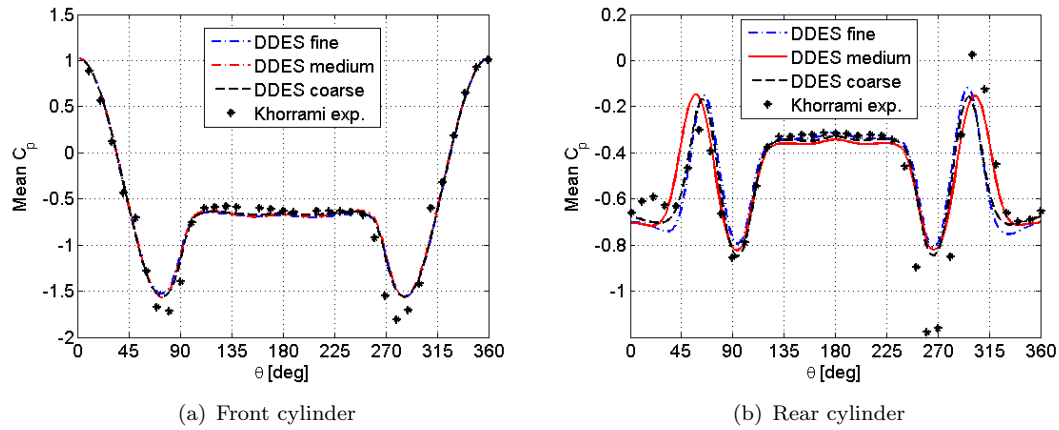 DDES fine
DDES medium
DDES coarse
Khorrami exp.
Mean Cp
1.5
1
0.5
0
-0.5
-1
-1.5
-2
0 45 90 135 180 225 270 315 360
θ [deg]
(a) Front cylinder
DDES fine
DDES medium
DDES coarse
Khorrami exp.
Mean Cp
0.2
0
-0.2
-0.4
-0.6
-0.8
-1
0 45 90 135 180 225 270 315 360
θ [deg]
(b) Rear cylinder